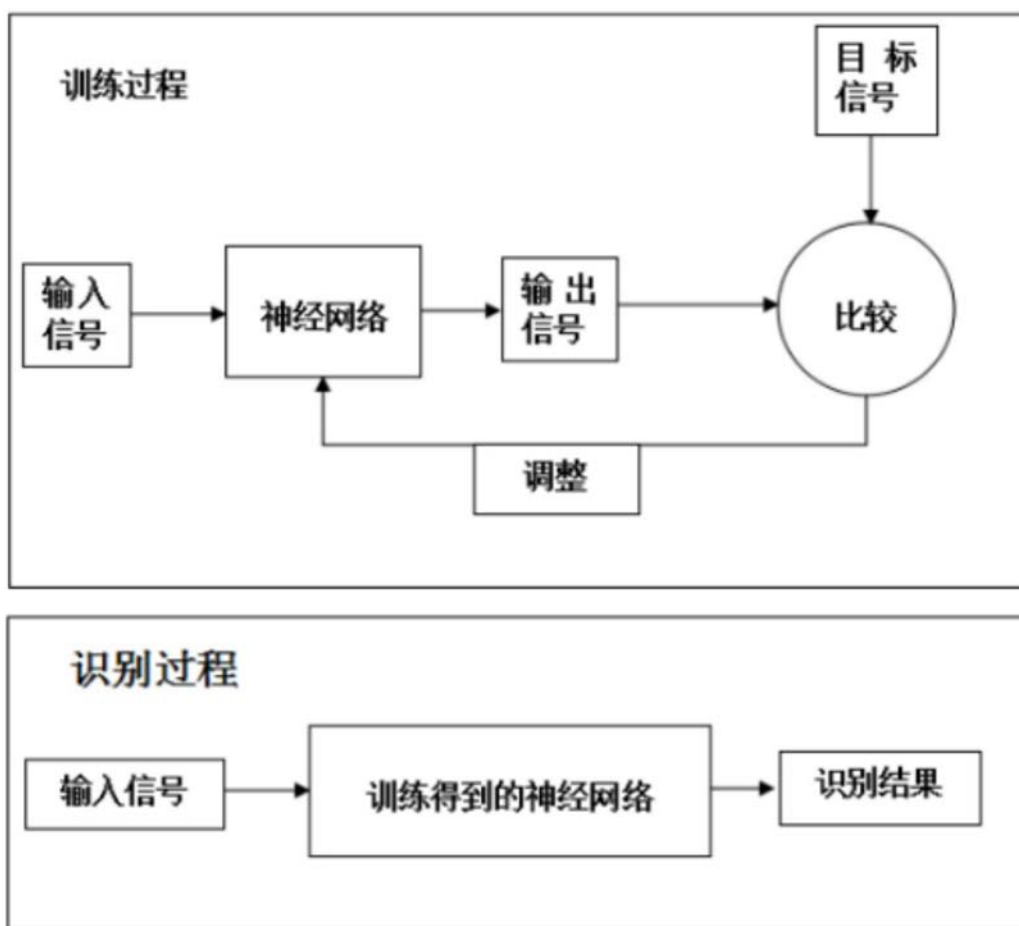 训练过程
目 标
信号
输入
信号
神经网络
输 出
信号
比较
调整
识别过程
输入信号
训练得到的神经网络
识别结果